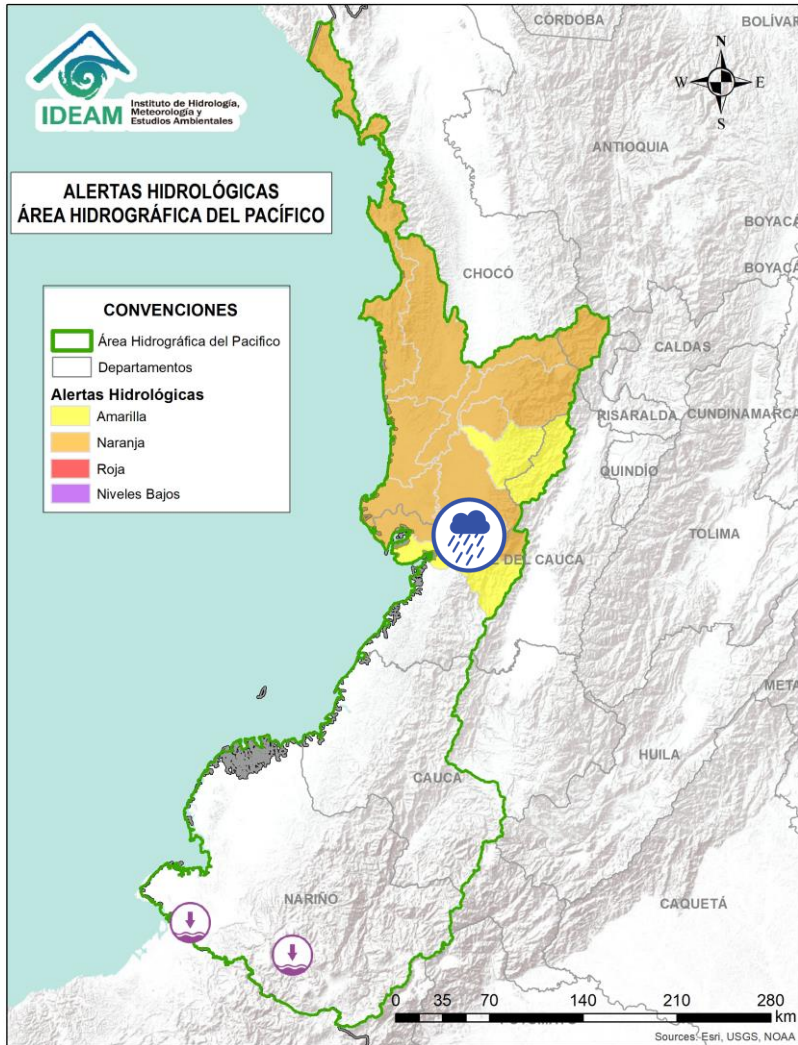 IDEAM
Instituto de Hidrología,
Meteorología y
Estudios Ambientales
CÓRDOBA
BOLÍVAR
N
W
E
S
ANTIOQUIA
ALERTAS HIDROLÓGICAS
ÁREA HIDROGRÁFICA DEL PACÍFICO
BOYACÁ
BOYACÁ
CHOCÓ
CONVENCIONES
Área Hidrográfica del Pacifico
Departamentos
Alertas Hidrológicas
Amarilla
Naranja
Roja
Niveles Bajos
CALDAS
RISARALDA
CUNDINAMARCA
QUINDÍO
TOLIMA
DEL CAUCA
META
HUILA
CAUCA
NARIÑO
CAQUETÁ
0 35 70 140 210 280
km
Sources: Esri, USGS, NOAA